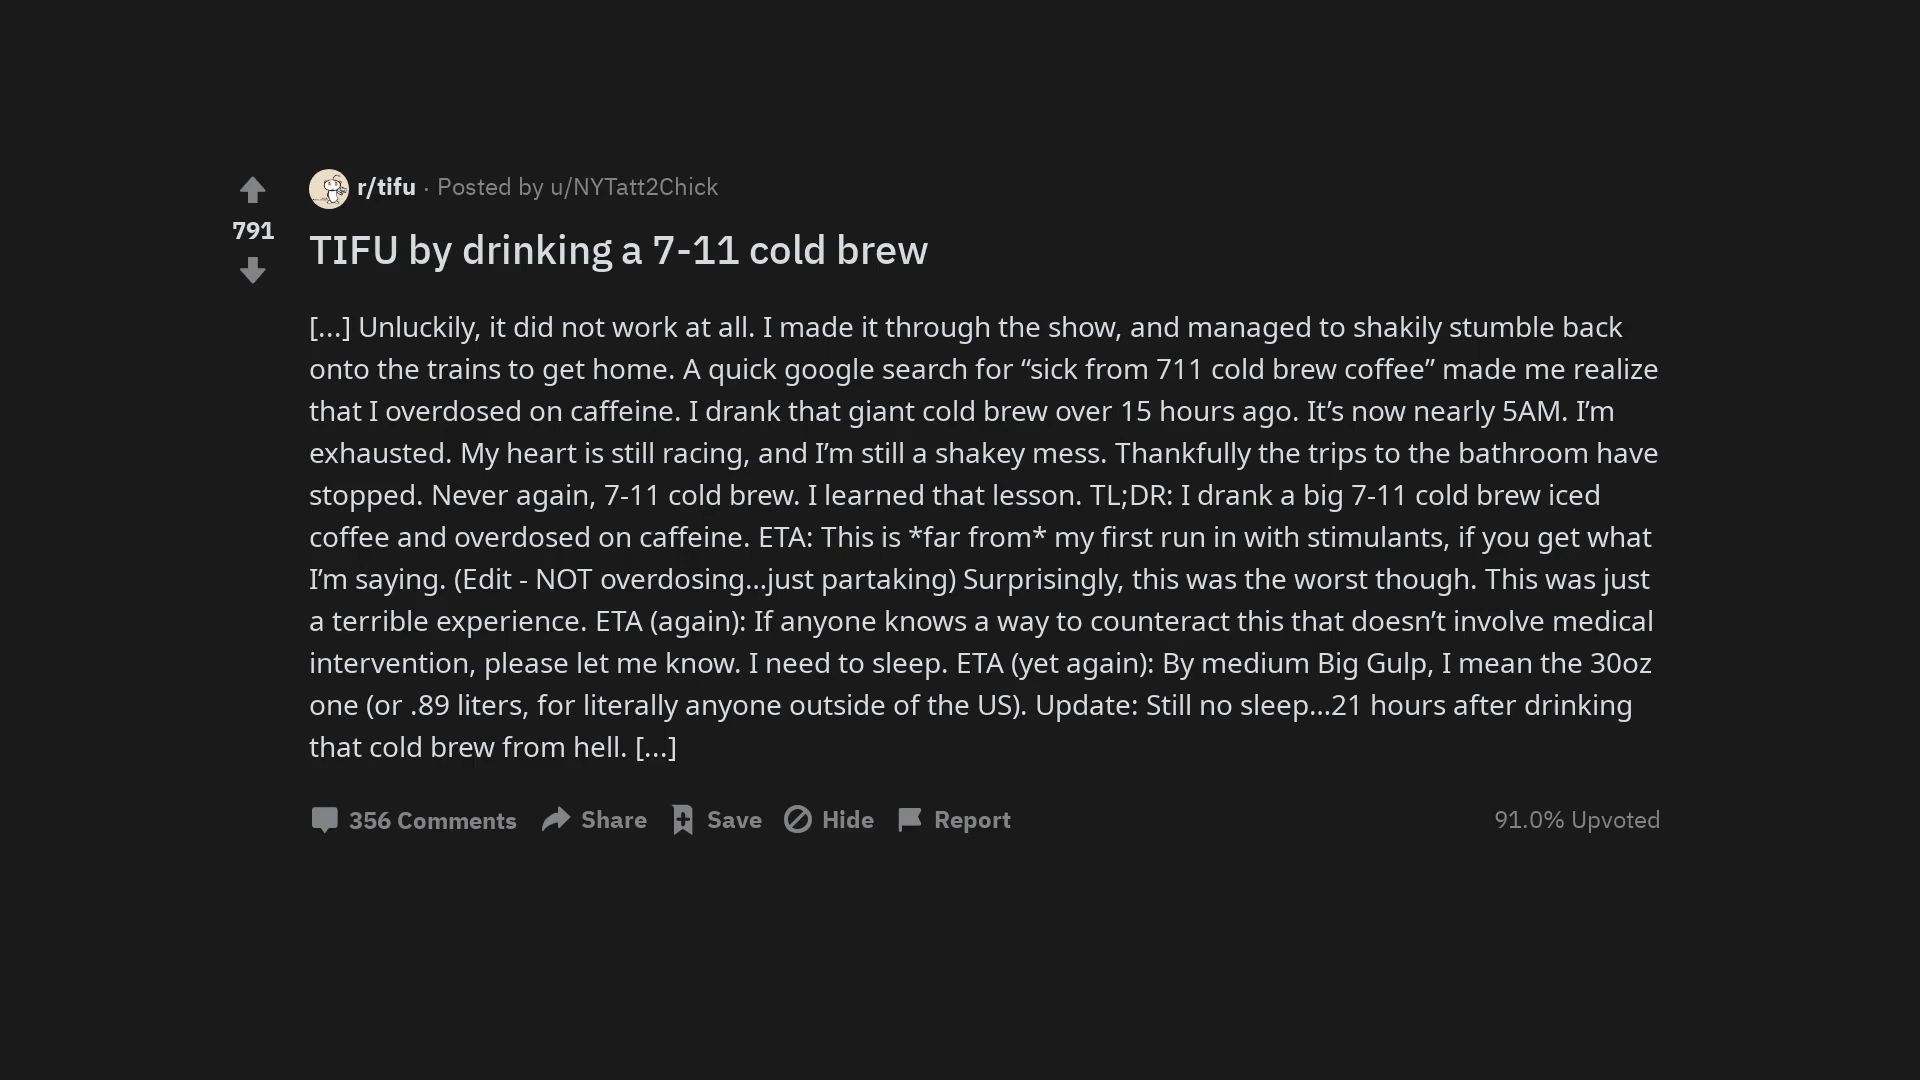 r/tifu · Posted by u/NYTatt2Chick
791
TIFU by drinking a 7-11 cold brew
[...] Unluckily, it did not work at all. I made it through the show, and managed to shakily stumble back
onto the trains to get home. A quick google search for “sick from 711 cold brew coffee” made me realize
that I overdosed on caffeine. I drank that giant cold brew over 15 hours ago. It’s now nearly 5AM. I’m
exhausted. My heart is still racing, and I’m still a shakey mess. Thankfully the trips to the bathroom have
stopped. Never again, 7-11 cold brew. I learned that lesson. TL;DR: I drank a big 7-11 cold brew iced
coffee and overdosed on caffeine. ETA: This is *far from* my first run in with stimulants, if you get what
I’m saying. (Edit - NOT overdosing...just partaking) Surprisingly, this was the worst though. This was just
a terrible experience. ETA (again): If anyone knows a way to counteract this that doesn’t involve medical
intervention, please let me know. I need to sleep. ETA (yet again): By medium Big Gulp, I mean the 30oz
one (or .89 liters, for literally anyone outside of the US). Update: Still no sleep...21 hours after drinking
that cold brew from hell. [...]
356 Comments Share Save Hide Report 91.0% Upvoted